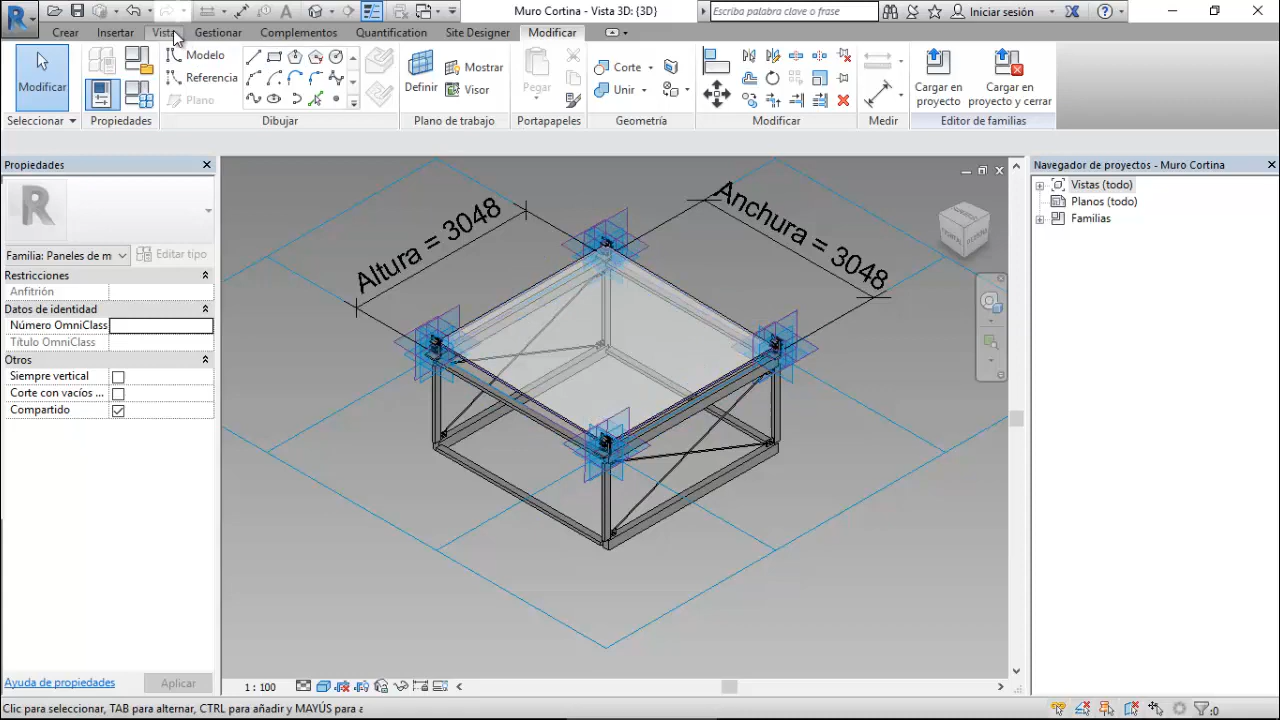 Muro Cortina - Vista 3D: {3D}
Escriba palabra clave o frase
Iniciar sesión
Crear Insertar Vista Gestionar Complementos Quantification Site Designer Modificar
Modificar
Seleccionar
Propiedades
Modelo
Referencia
Plano
Dibujar
Definir
Mostrar
Visor
Plano de trabajo
Pegar
Portapapeles
Corte
Unir
Geometría
Modificar
Medir
Cargar en
proyecto
Cargar en
proyecto y cerrar
Editor de familias
Propiedades
R
Familia: Paneles de m
Editar tipo
Restricciones
Anfitrión
Datos de identidad
Número OmniClass
Título OmniClass
Otros
Siempre vertical
Corte con vacíos ...
Compartido
Ayuda de propiedades
Aplicar
Altura = 3048
Anchura = 3048
1 : 100
Navegador de proyectos - Muro Cortina
Vistas (todo)
Planos (todo)
Familias
Clic para seleccionar, TAB para alternar, CTRL para añadir y MAYÚS para a
:0